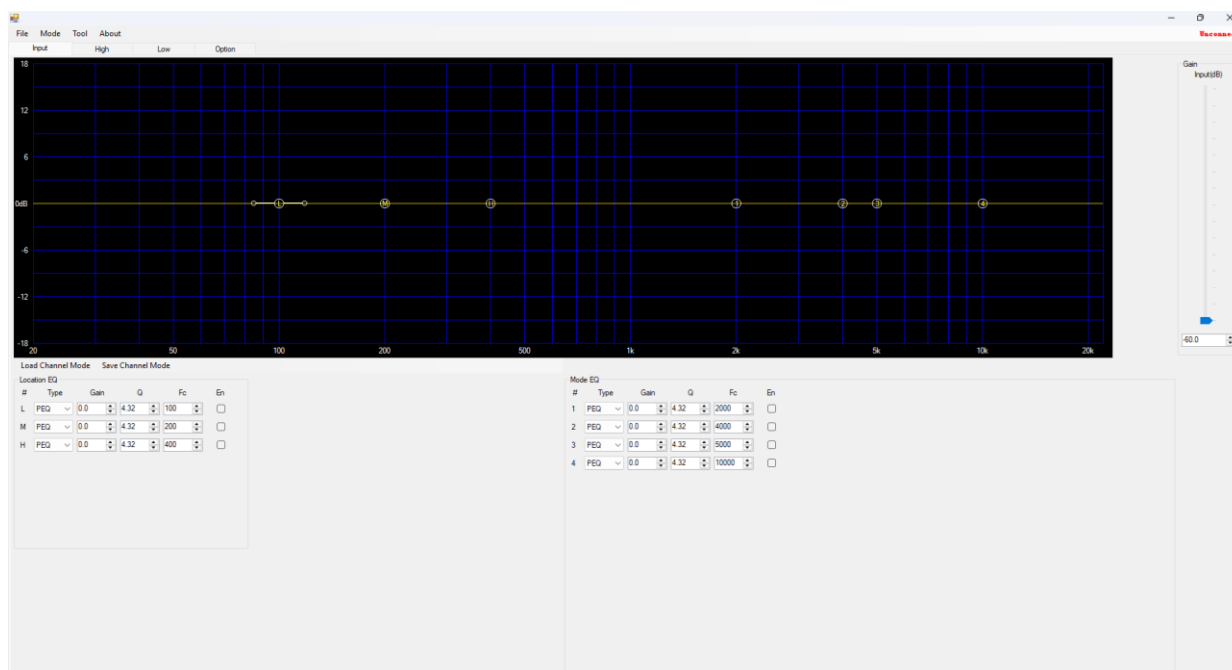 File Mode Tool About
Input High Low Option
Gain
Input(dB)
18
12
6
0dB
-6
-12
-18
L M H 1 2 3 4
20 50 100 200 500 1k 2k 5k 10k 20k
-60.0
Load Channel Mode Save Channel Mode
Location EQ
# Type Gain Q Fc En
L PEQ 0.0 4.32 100
M PEQ 0.0 4.32 200
H PEQ 0.0 4.32 400
Mode EQ
# Type Gain Q Fc En
1 PEQ 0.0 4.32 2000
2 PEQ 0.0 4.32 4000
3 PEQ 0.0 4.32 5000
4 PEQ 0.0 4.32 10000